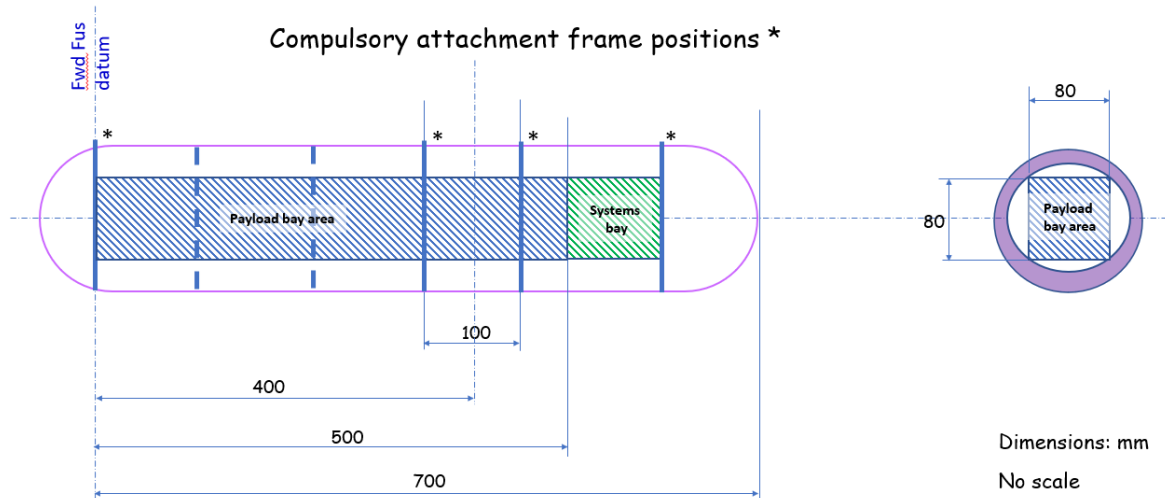 Compulsory attachment frame positions *
Fwd Fus
datum
*
*
*
*
80
Payload bay area
Systems
bay
80
Payload
bay area
100
400
500
700
Dimensions: mm
No scale